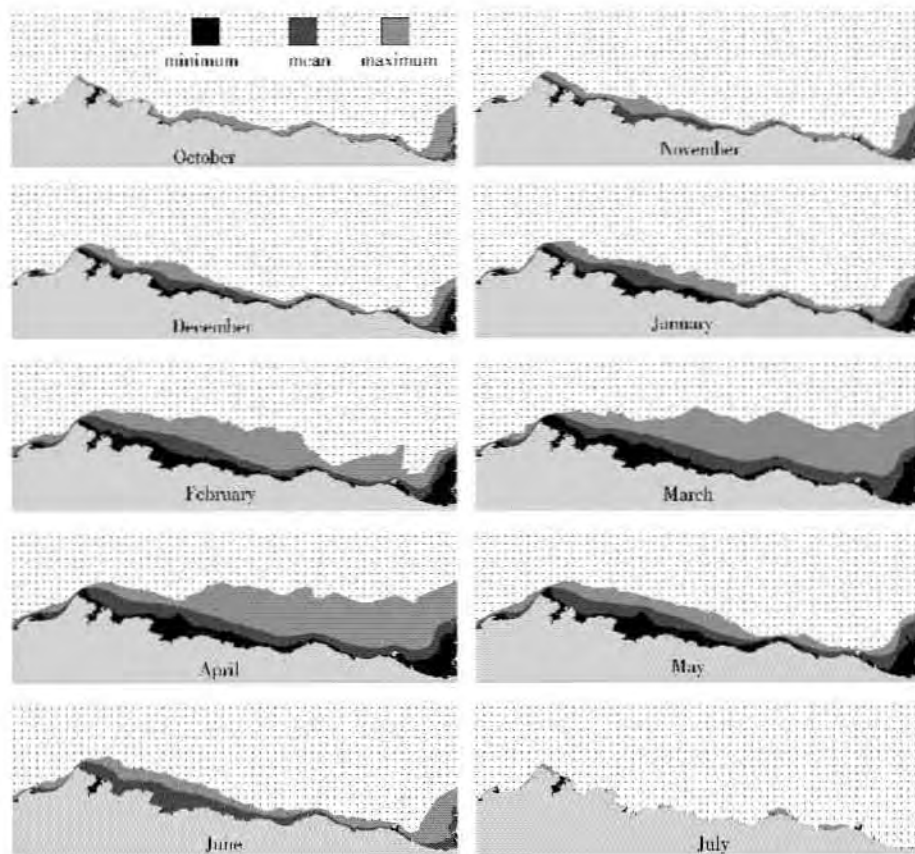 minimum mean maximum
October
November
December
January
February
March
April
May
June
July